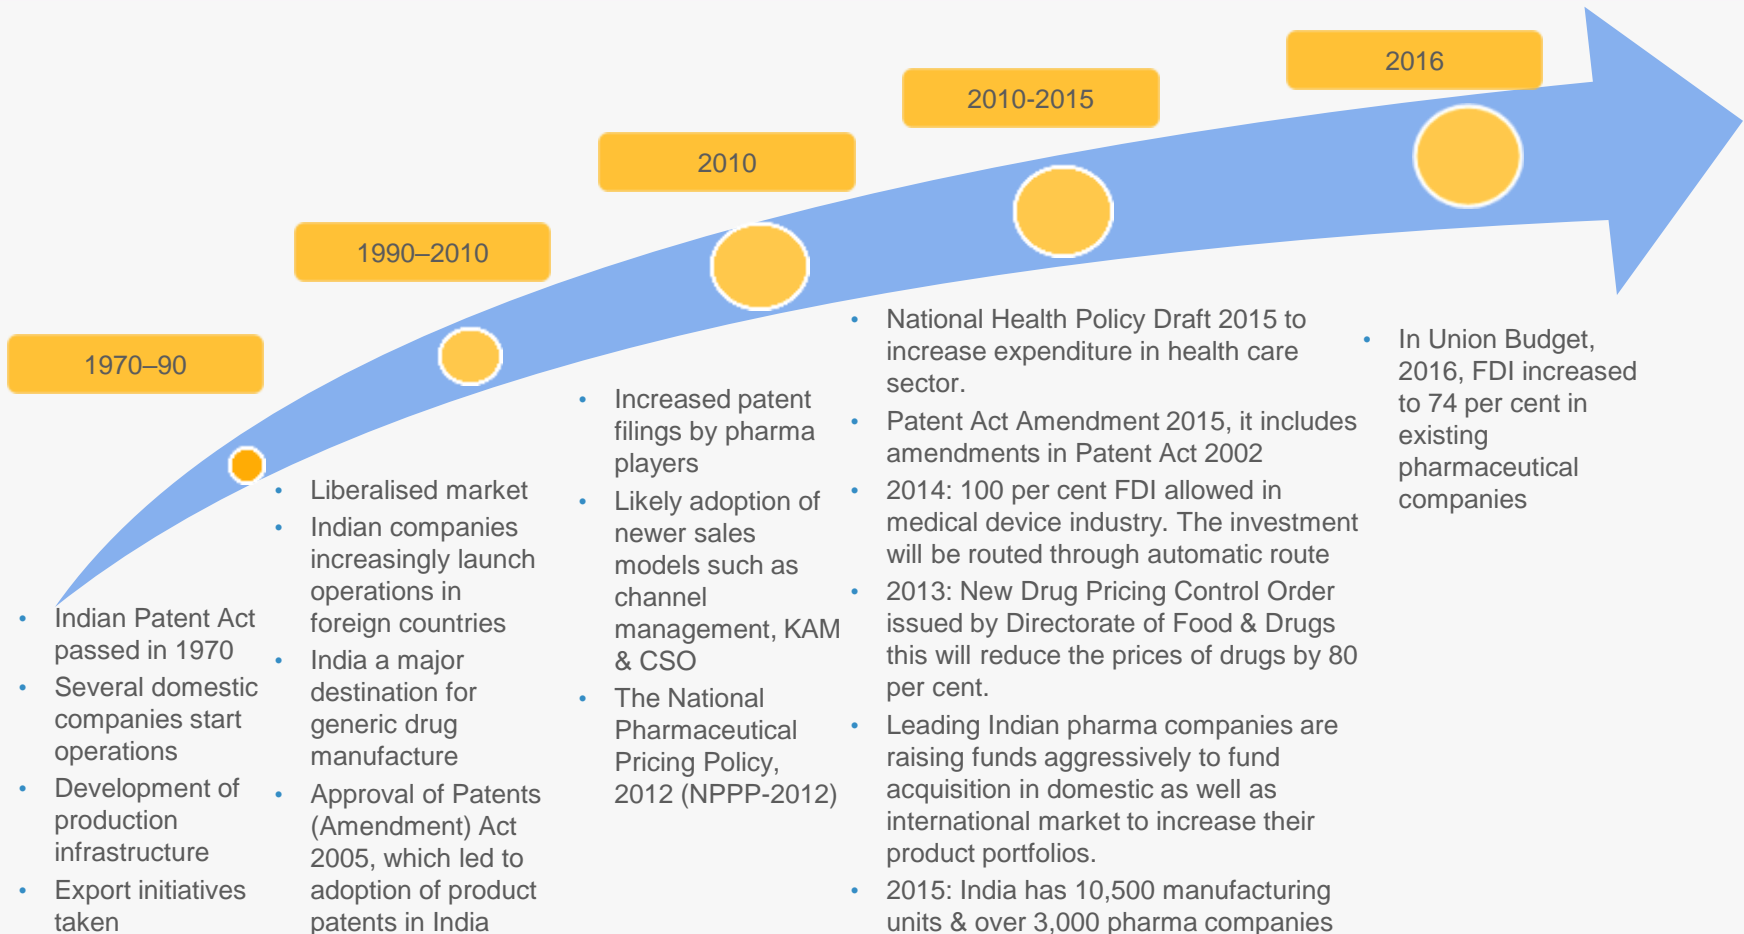 1970–90
Indian Patent Act
passed in 1970
Several domestic
companies start
operations
Development of
production
infrastructure
Export initiatives
taken
1990–2010
Liberalised market
Indian companies
increasingly launch
operations in
foreign countries
India a major
destination for
generic drug
manufacture
Approval of Patents
(Amendment) Act
2005, which led to
adoption of product
patents in India
2010
Increased patent
filings by pharma
players
Likely adoption of
newer sales
models such as
channel
management, KAM
& CSO
The National
Pharmaceutical
Pricing Policy,
2012 (NPPP-2012)
2010-2015
National Health Policy Draft 2015 to
increase expenditure in health care
sector.
Patent Act Amendment 2015, it includes
amendments in Patent Act 2002
2014: 100 per cent FDI allowed in
medical device industry. The investment
will be routed through automatic route
2013: New Drug Pricing Control Order
issued by Directorate of Food & Drugs
this will reduce the prices of drugs by 80
per cent.
Leading Indian pharma companies are
raising funds aggressively to fund
acquisition in domestic as well as
international market to increase their
product portfolios.
2015: India has 10,500 manufacturing
units & over 3,000 pharma companies
2016
In Union Budget,
2016, FDI increased
to 74 per cent in
existing
pharmaceutical
companies